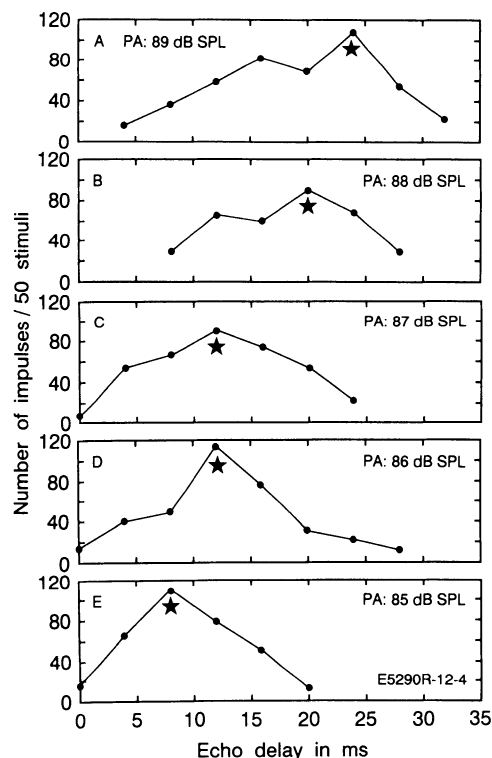 120
A PA: 89 dB SPL
80
40
0
120
B PA: 88 dB SPL
80
40
0
120
C PA: 87 dB SPL
80
40
0
120
D PA: 86 dB SPL
80
40
0
120
E PA: 85 dB SPL
80
40
E5290R-12-4
0
0 5 10 15 20 25 30 35
Echo delay in ms
Number of impulses / 50 stimuli